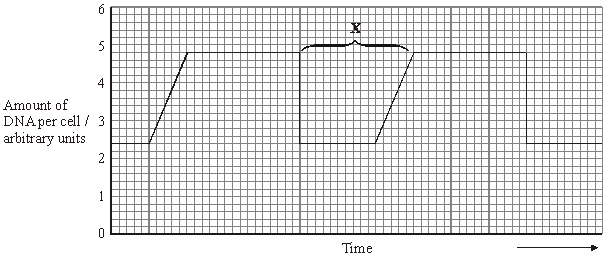 6
X
5
4
Amount of
DNA per cell /
arbitrary units
3
2
1
0
Time